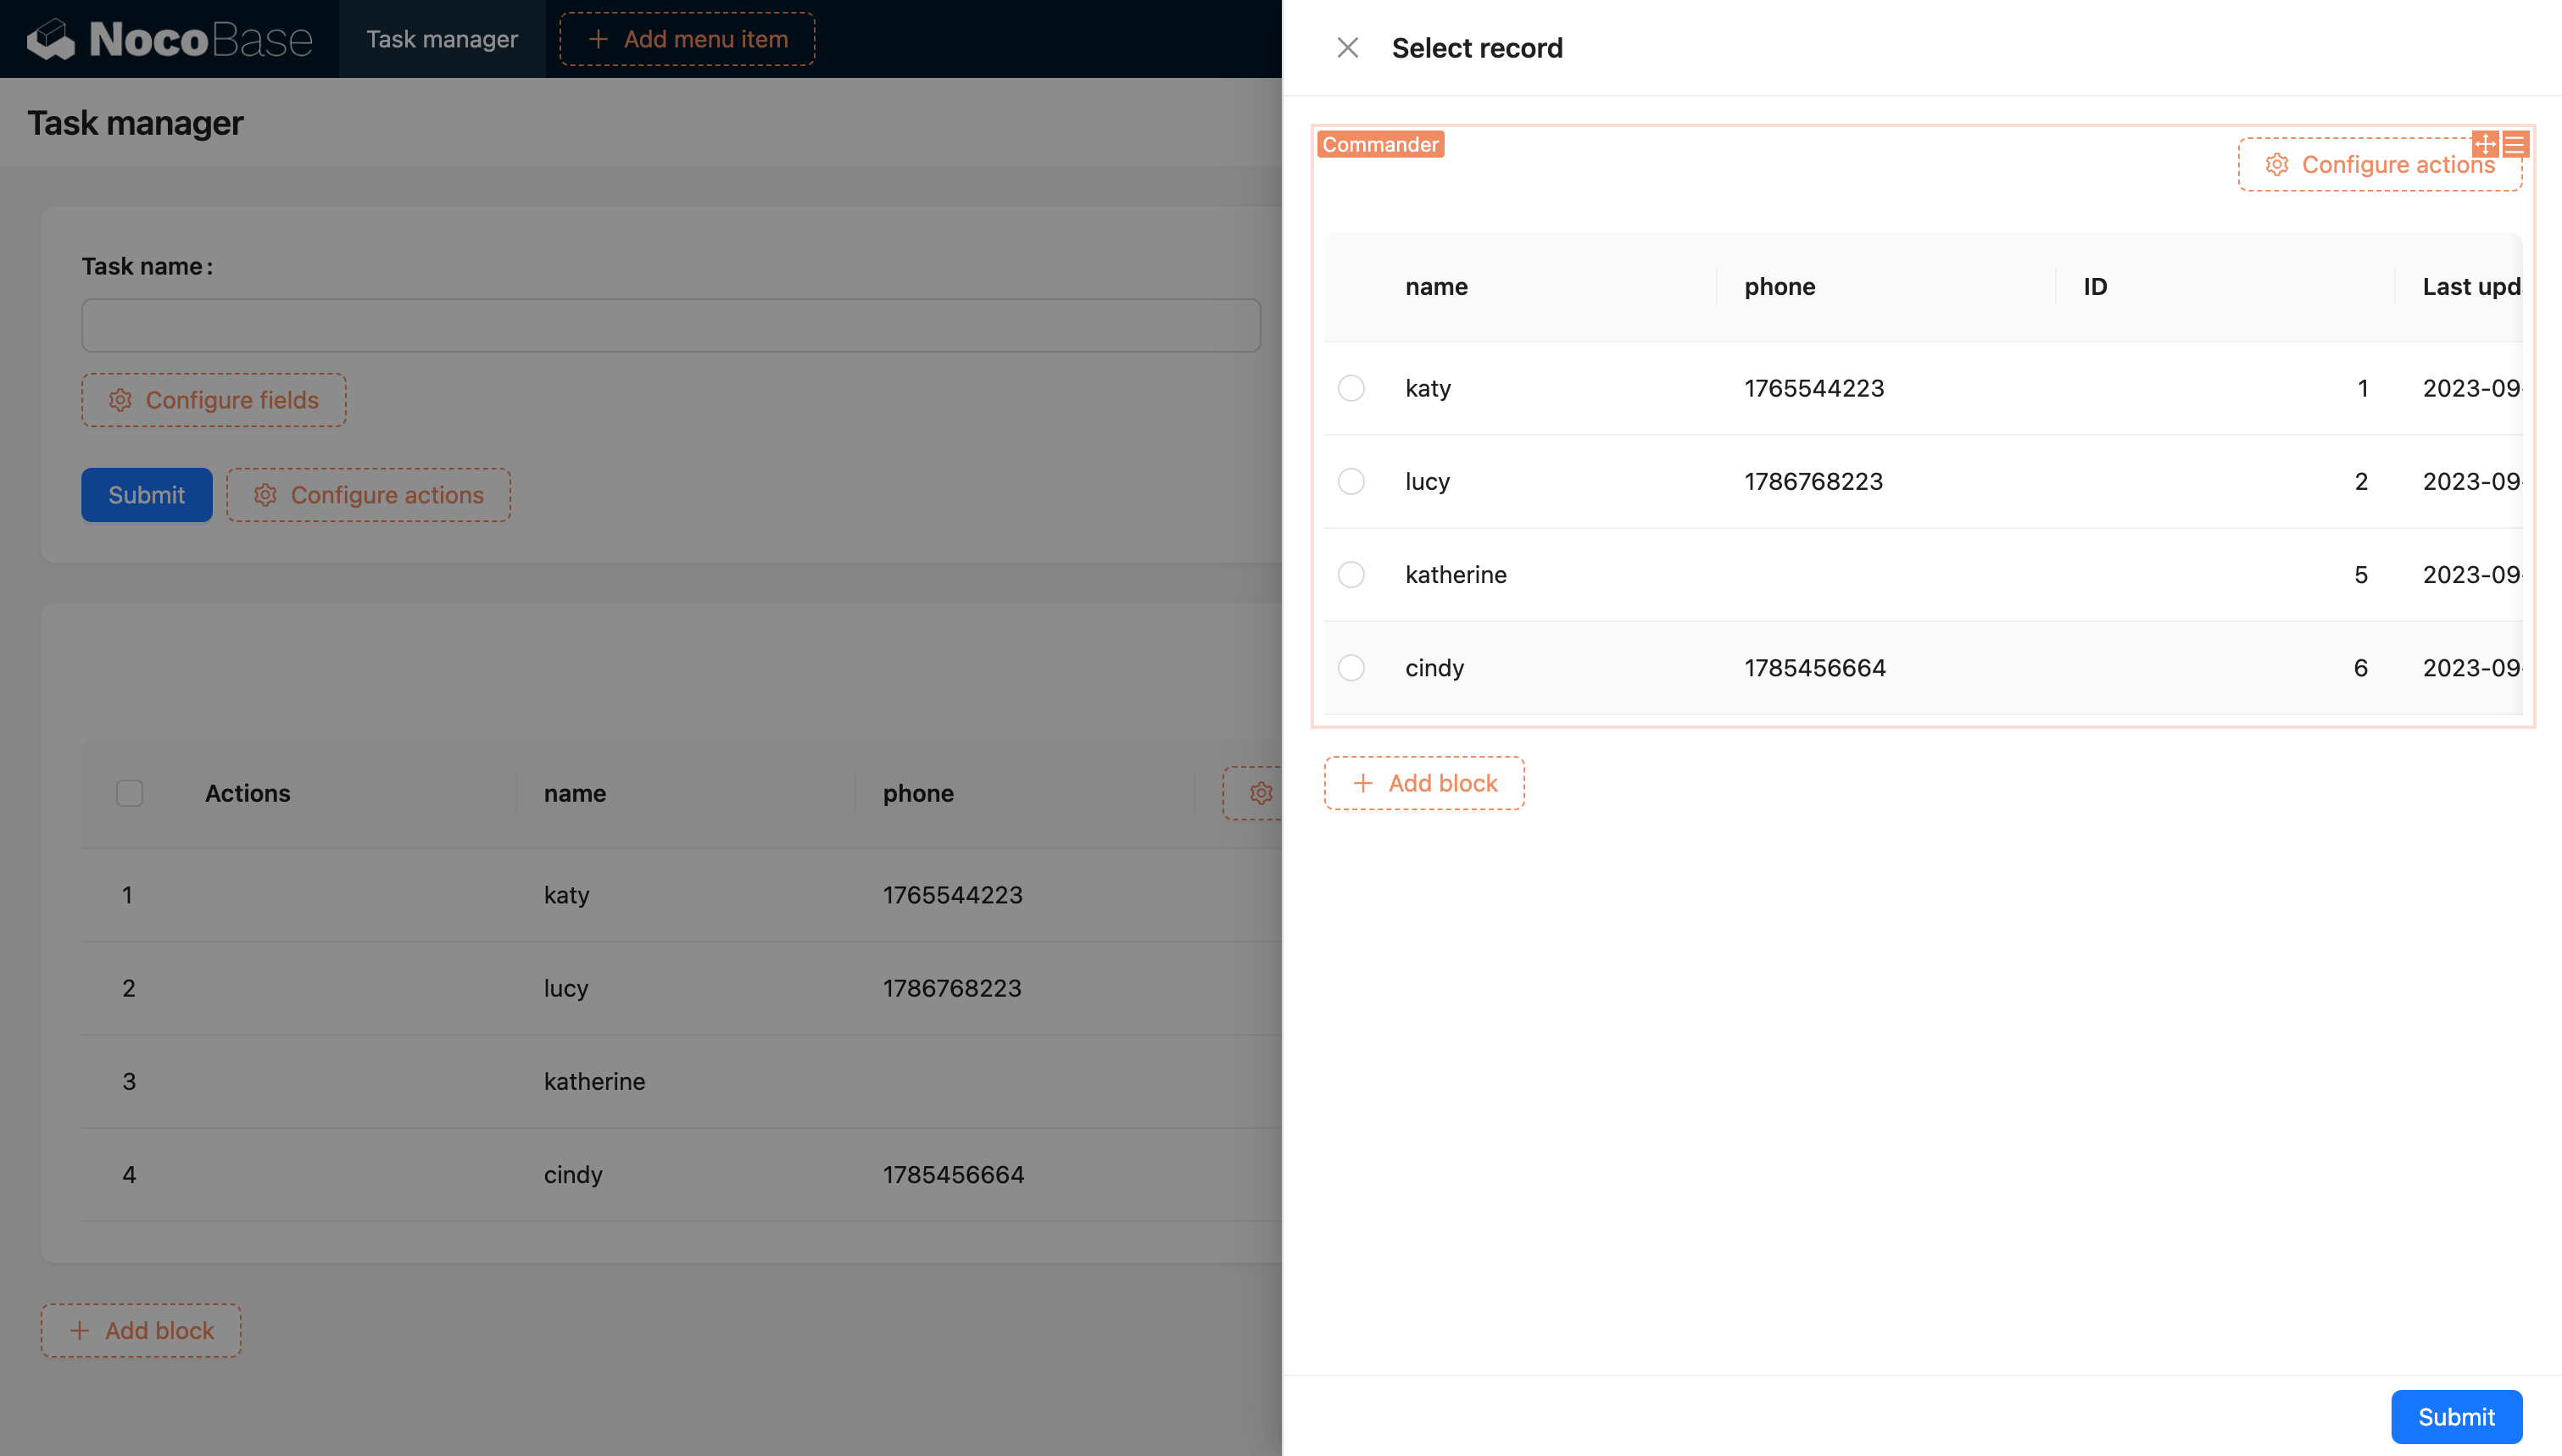 NocoBase Task manager Add menu item
Task manager
Task name :
Configure fields
Submit Configure actions
Actions name phone
1 katy 1765544223
2 lucy 1786768223
3 katherine
4 cindy 1785456664
Add block
Select record
Commander
Configure actions
name phone ID Last upd
katy 1765544223 1 2023-09-
lucy 1786768223 2 2023-09-
katherine 5 2023-09-
cindy 1785456664 6 2023-09-
Add block
Submit